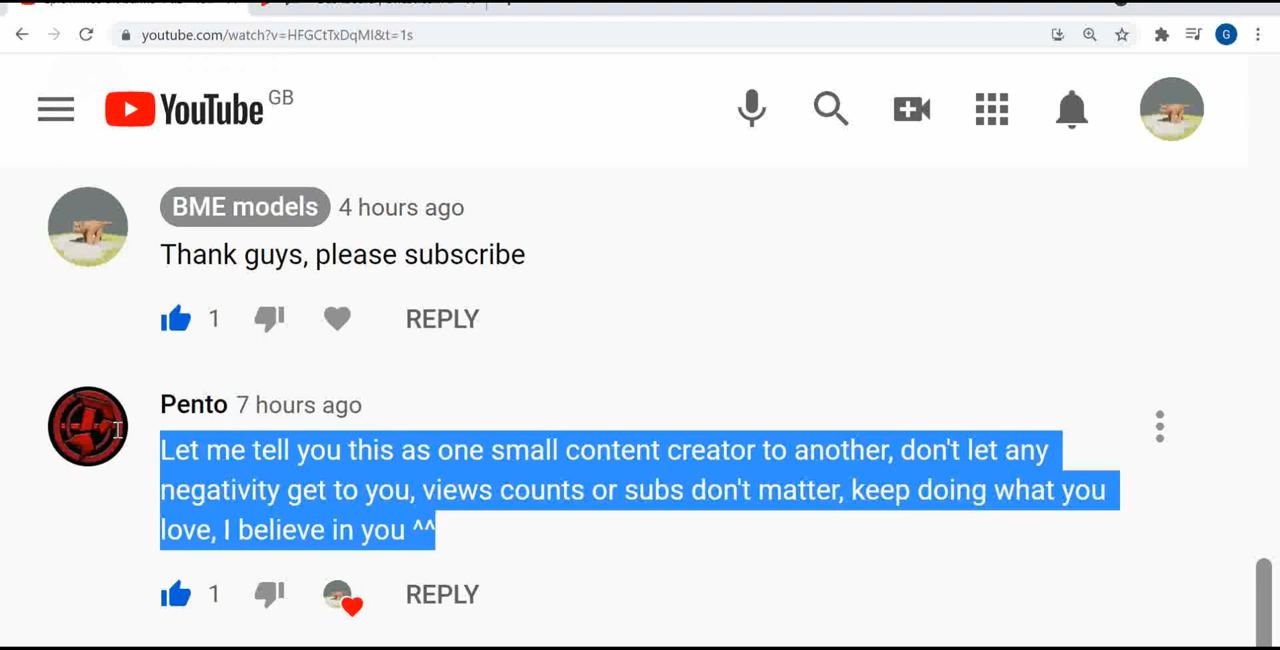 youtube.com/watch?v=HFGCtTxDqMI&t=1s
G
YouTube GB
BME models 4 hours ago
Thank guys, please subscribe
1 REPLY
Pento 7 hours ago
Let me tell you this as one small content creator to another, don't let any
negativity get to you, views counts or subs don't matter, keep doing what you
love, I believe in you ^^
1 REPLY